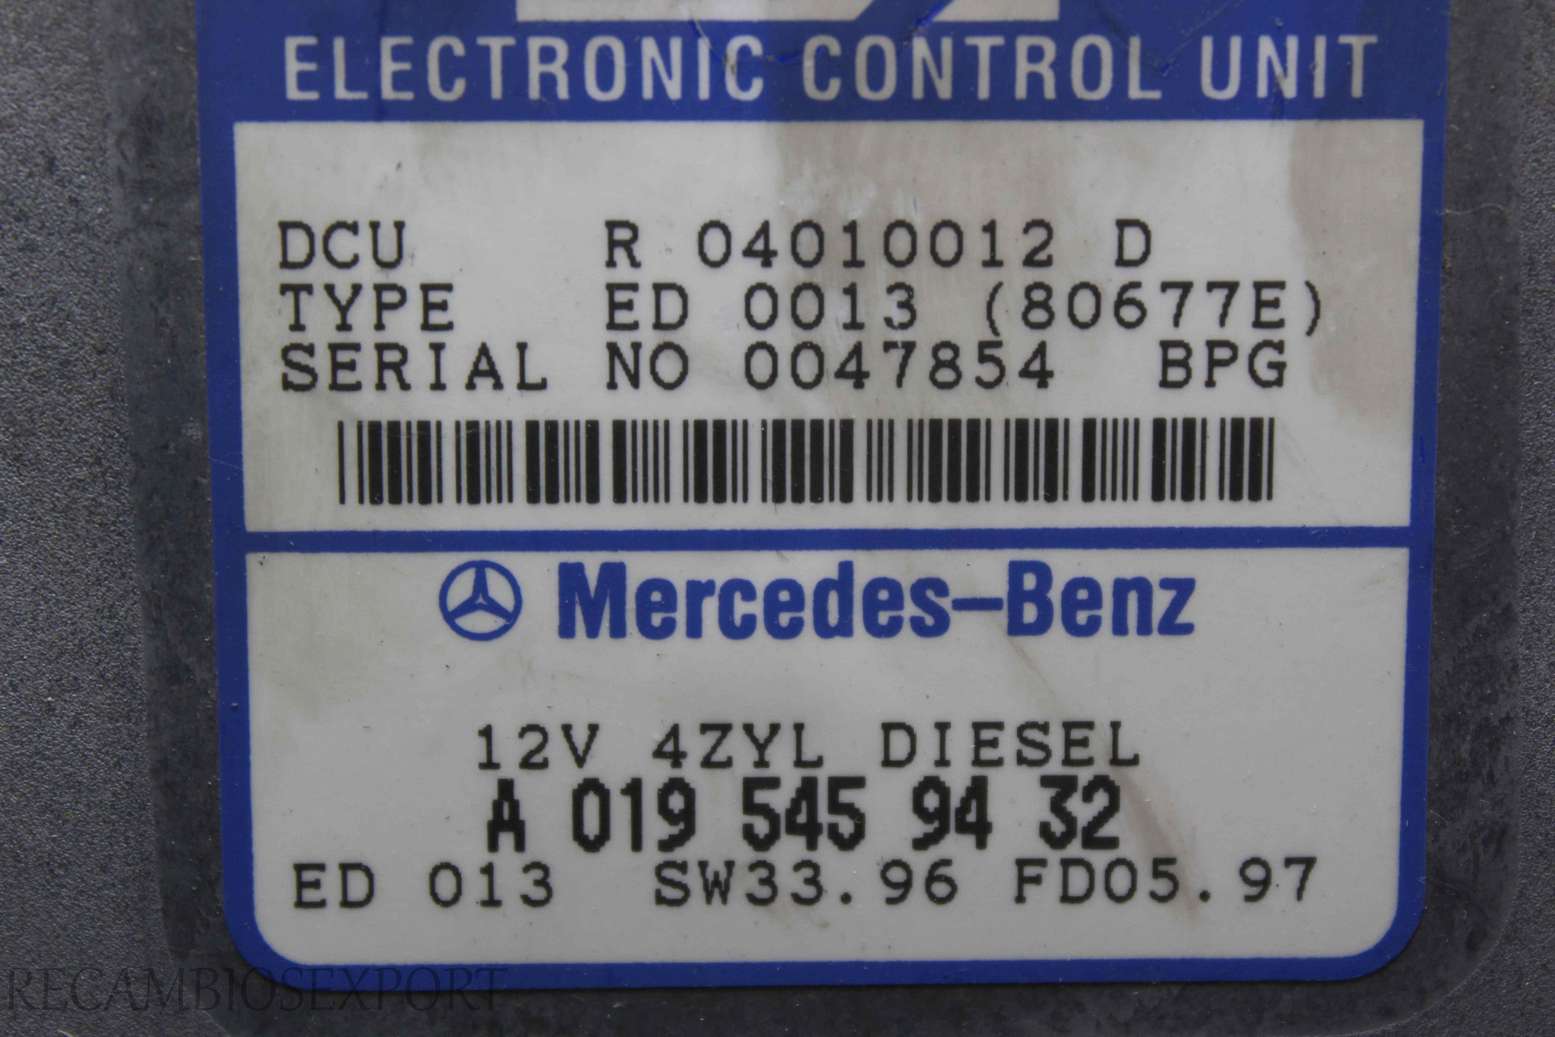 ELECTRONIC CONTROL UNIT
DCU R 04010012 D
TYPE ED 0013 (80677E)
SERIAL NO 0047854 BPG
Mercedes-Benz
12V 4ZYL DIESEL
A 019 545 94 32
ED 013 SW33.96 FD05.97
RECAMBIOSEXPORT